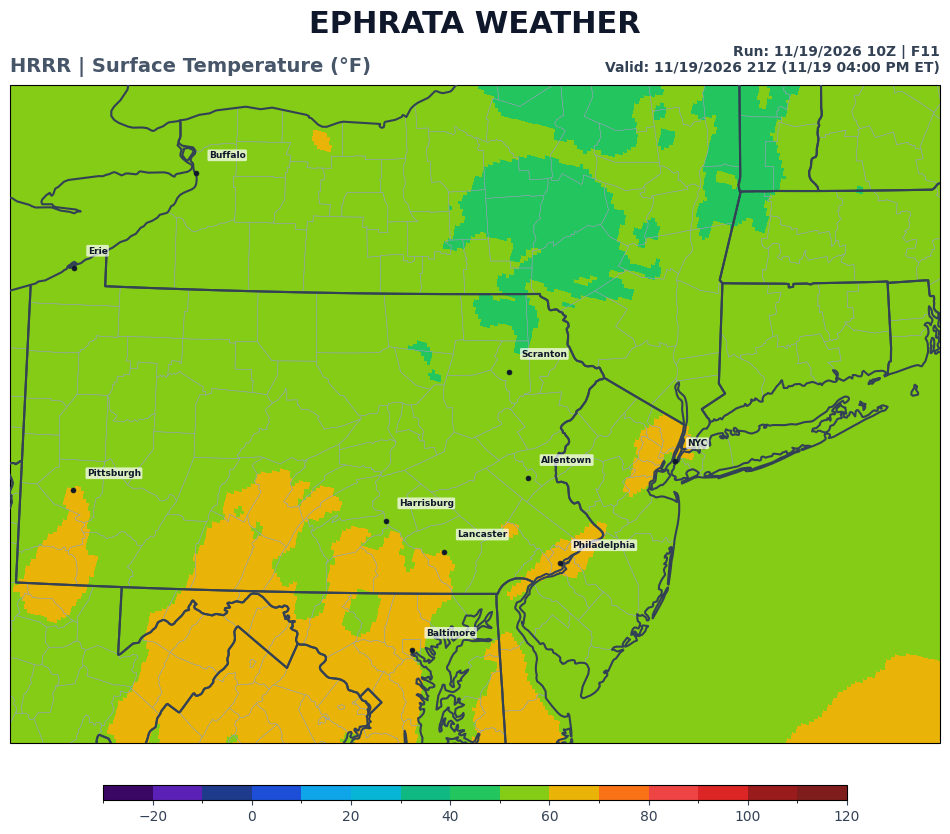 EPHRATA WEATHER
HRRR | Surface Temperature (°F)
Run: 11/19/2026 10Z | F11
Valid: 11/19/2026 21Z (11/19 04:00 PM ET)
Buffalo
Erie
Scranton
NYC
Allentown
Pittsburgh
Harrisburg
Lancaster
Philadelphia
Baltimore
−20 0 20 40 60 80 100 120